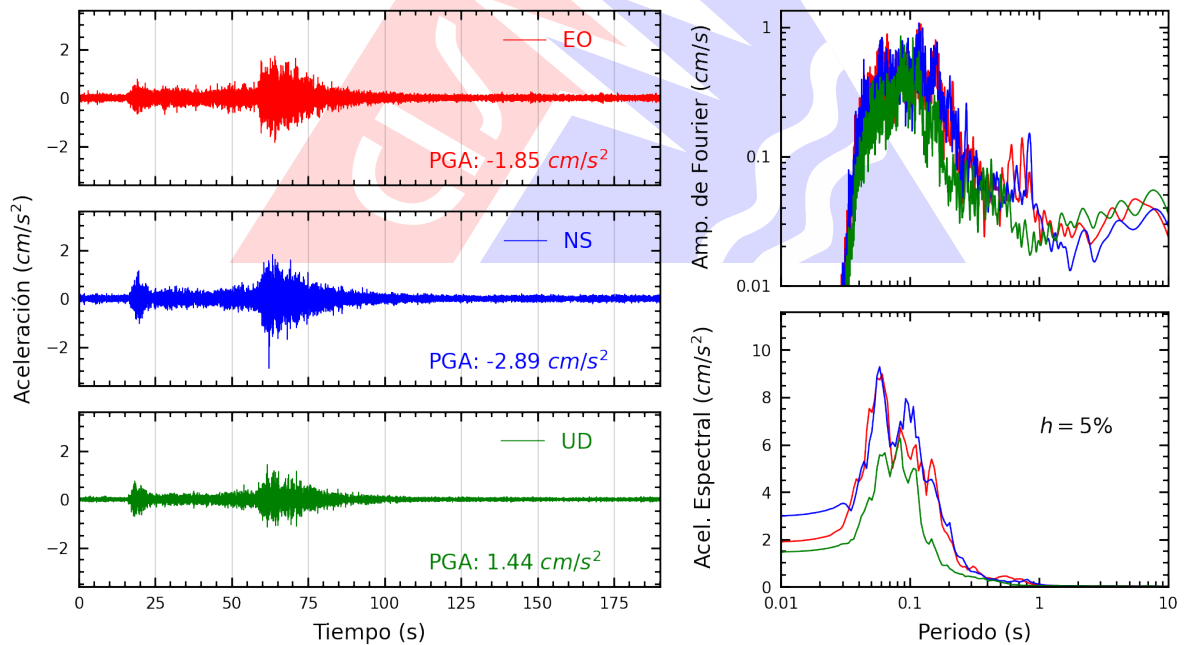 Aceleración (cm/s²)
2
0
−2
EO
PGA: -1.85 cm/s²
2
0
−2
NS
PGA: -2.89 cm/s²
2
0
−2
UD
PGA: 1.44 cm/s²
0 25 50 75 100 125 150 175
Tiempo (s)
Amp. de Fourier (cm/s)
1
0.1
0.01
Acel. Espectral (cm/s²)
10
8
6
4
2
0
h = 5%
0.01 0.1 1 10
Periodo (s)